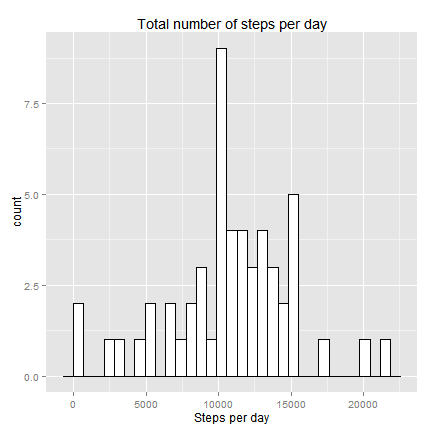 Total number of steps per day
7.5
5.0
2.5
0.0
count
0 5000 10000 15000 20000
Steps per day